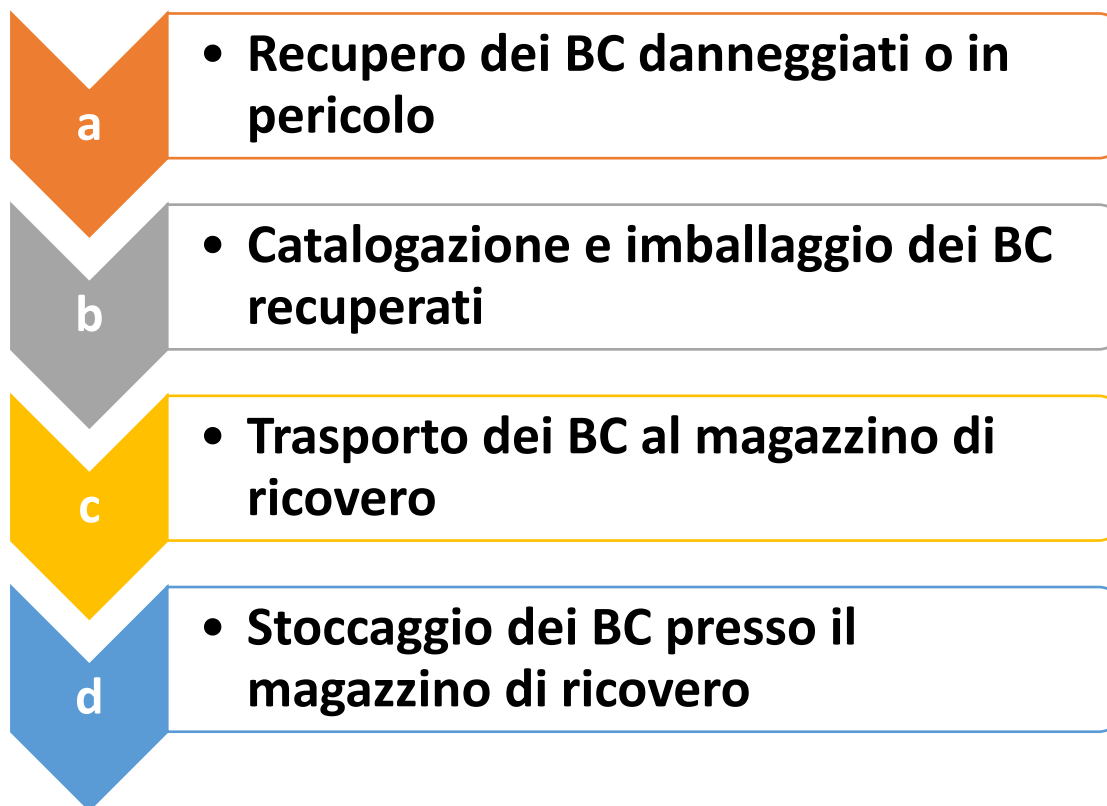 a
• Recupero dei BC danneggiati o in
pericolo
b
• Catalogazione e imballaggio dei BC
recuperati
c
• Trasporto dei BC al magazzino di
ricovero
d
• Stoccaggio dei BC presso il
magazzino di ricovero